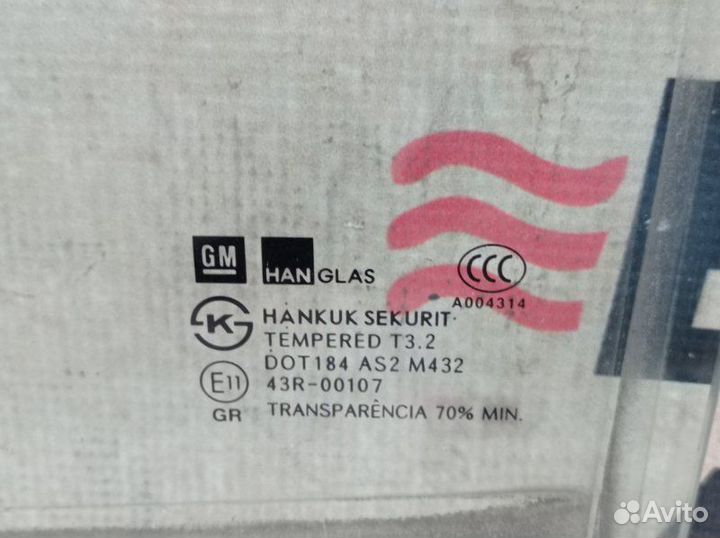 GM HANGLAS CCC
A004314
HANKUK SEKURIT
TEMPERED T3.2
DOT184 AS2 M432
E11 43R-00107
GR TRANSPARÊNCIA 70% MIN.
Avito